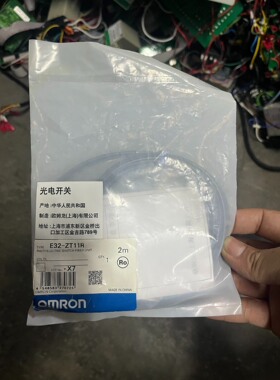 光电开关
产地:中华人民共和国
制造:欧姆龙(上海)有限公司
地址:上海市浦东新区金桥出
口加工区金吉路789号
E32-ZT11R
2m
X7
Ro
OMRON